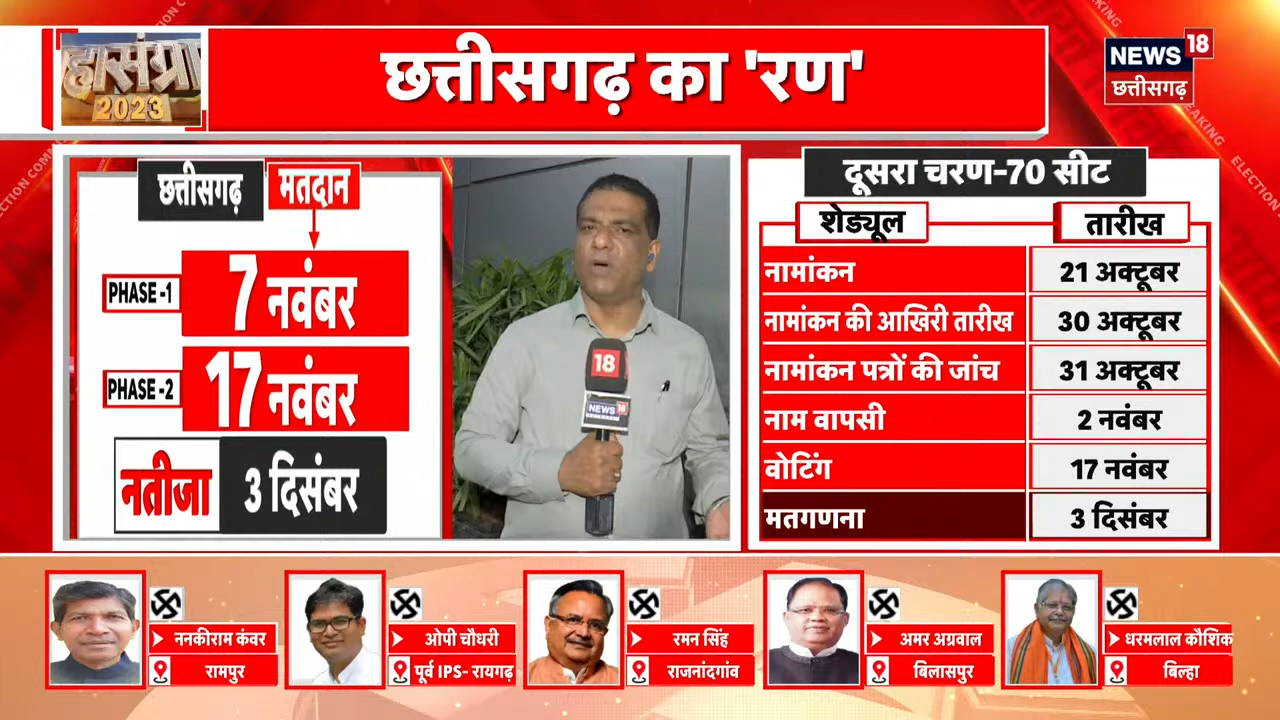 हासंग्रा
2023
छत्तीसगढ़ का 'रण'
NEWS 18
छत्तीसगढ़
छत्तीसगढ़ मतदान
PHASE -1 7 नवंबर
PHASE -2 17 नवंबर
नतीजा 3 दिसंबर
18
NEWS 18
दूसरा चरण-70 सीट
शेड्यूल तारीख
नामांकन 21 अक्टूबर
नामांकन की आखिरी तारीख 30 अक्टूबर
नामांकन पत्रों की जांच 31 अक्टूबर
नाम वापसी 2 नवंबर
वोटिंग 17 नवंबर
मतगणना 3 दिसंबर
ननकीराम कंवर
रामपुर
ओपी चौधरी
पूर्व IPS- रायगढ़
रमन सिंह
राजनांदगांव
अमर अग्रवाल
बिलासपुर
धरमलाल कौशिक
बिल्हा